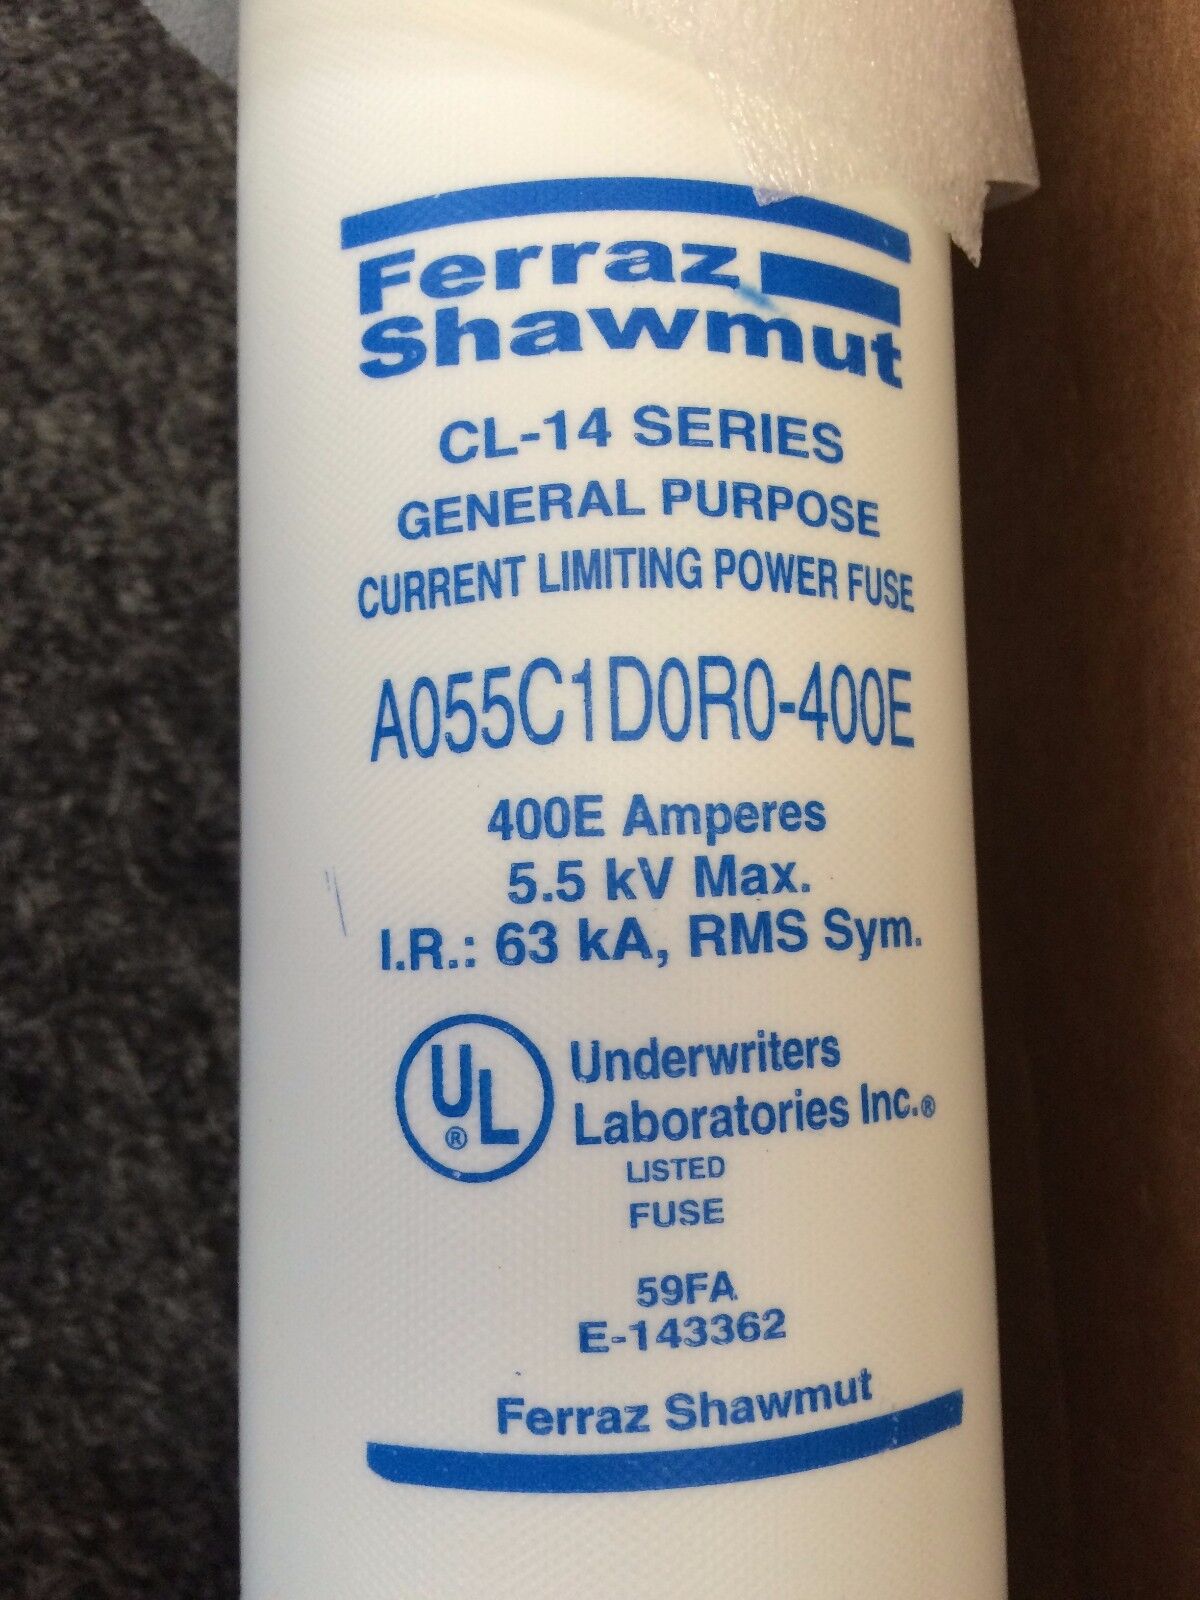 Ferraz
Shawmut
CL-14 SERIES
GENERAL PURPOSE
CURRENT LIMITING POWER FUSE
A055C1D0R0-400E
400E Amperes
5.5 kV Max.
I.R.: 63 kA, RMS Sym.
UL® Underwriters
Laboratories Inc.®
LISTED
FUSE
59FA
E-143362
Ferraz Shawmut